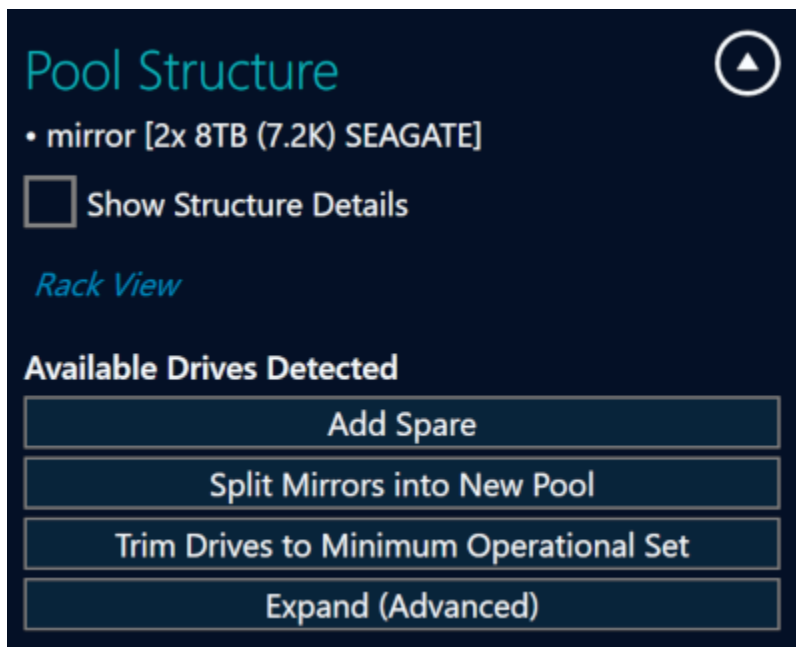 Pool Structure
• mirror [2x 8TB (7.2K) SEAGATE]
Show Structure Details
Rack View
Available Drives Detected
Add Spare
Split Mirrors into New Pool
Trim Drives to Minimum Operational Set
Expand (Advanced)